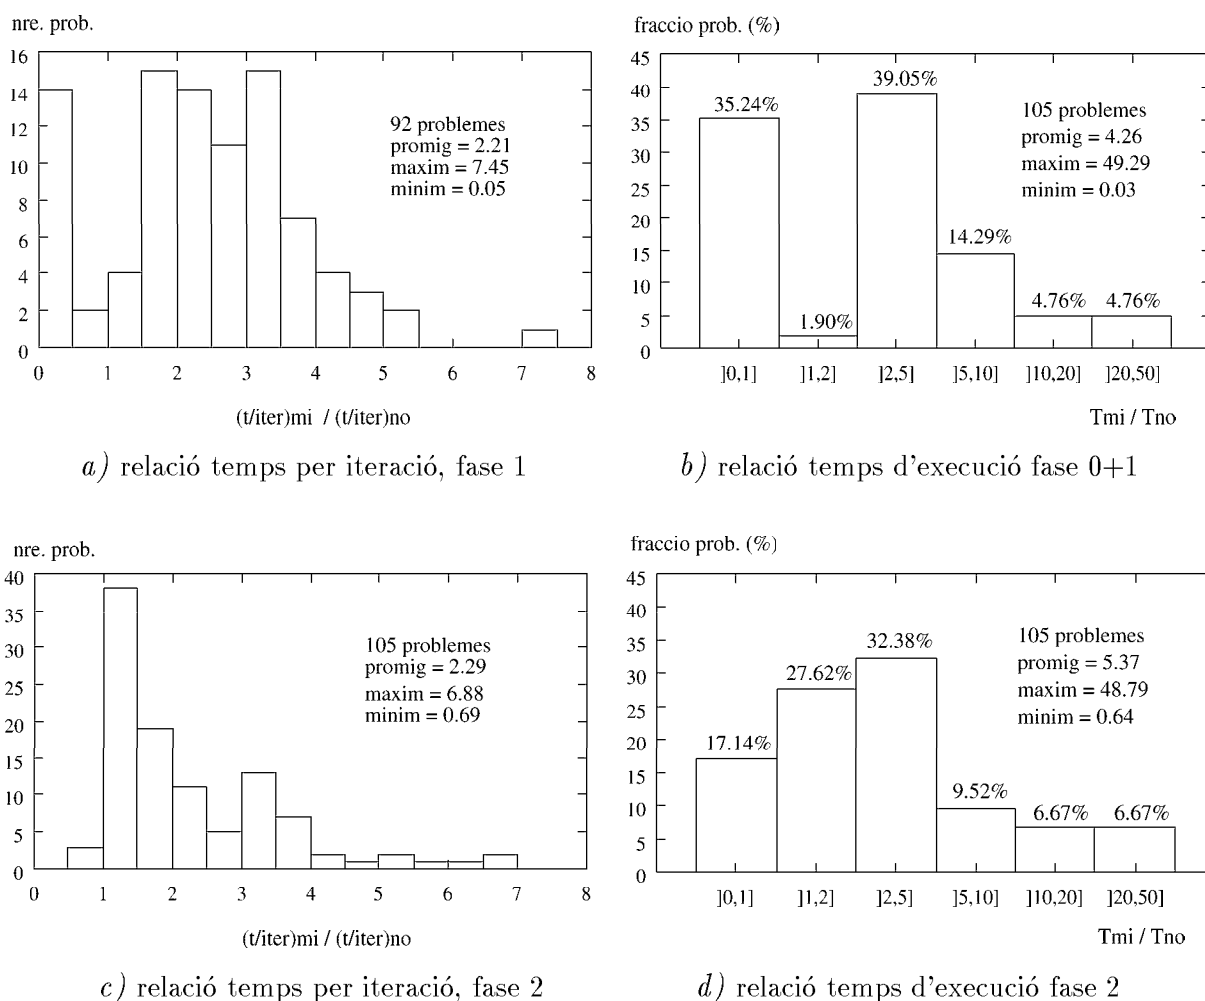 nre. prob.
16
14
12
10
8
6
4
2
0
92 problemes
promig = 2.21
maxim = 7.45
minim = 0.05
0 1 2 3 4 5 6 7 8
(t/iter)mi / (t/iter)no
a) relació temps per iteració, fase 1
fraccio prob. (%)
45
40
35
30
25
20
15
10
5
0
35.24%
1.90%
39.05%
14.29%
4.76%
4.76%
105 problemes
promig = 4.26
maxim = 49.29
minim = 0.03
]0,1] ]1,2] ]2,5] ]5,10] ]10,20] ]20,50]
Tmi / Tno
b) relació temps d'execució fase 0+1
nre. prob.
40
35
30
25
20
15
10
5
0
105 problemes
promig = 2.29
maxim = 6.88
minim = 0.69
0 1 2 3 4 5 6 7 8
(t/iter)mi / (t/iter)no
c) relació temps per iteració, fase 2
fraccio prob. (%)
45
40
35
30
25
20
15
10
5
0
17.14%
27.62%
32.38%
9.52%
6.67%
6.67%
105 problemes
promig = 5.37
maxim = 48.79
minim = 0.64
]0,1] ]1,2] ]2,5] ]5,10] ]10,20] ]20,50]
Tmi / Tno
d) relació temps d'execució fase 2